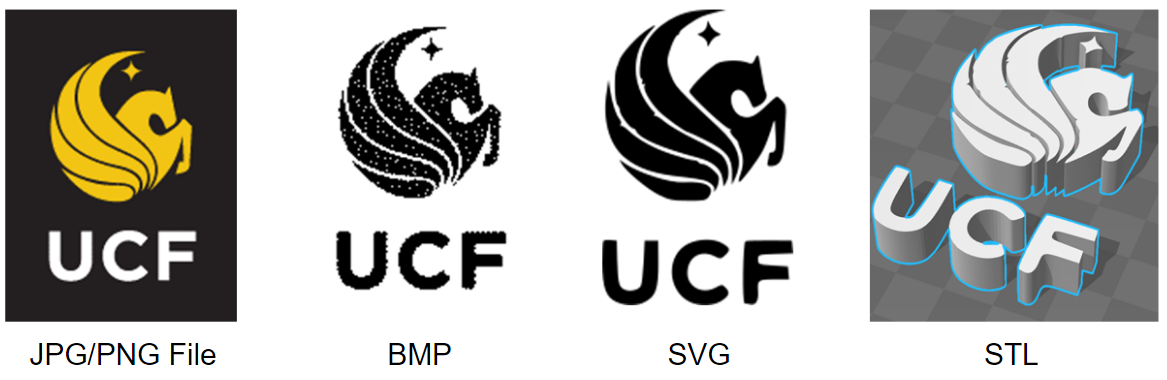 UCF
UCF
UCF
UCF
JPG/PNG File
BMP
SVG
STL